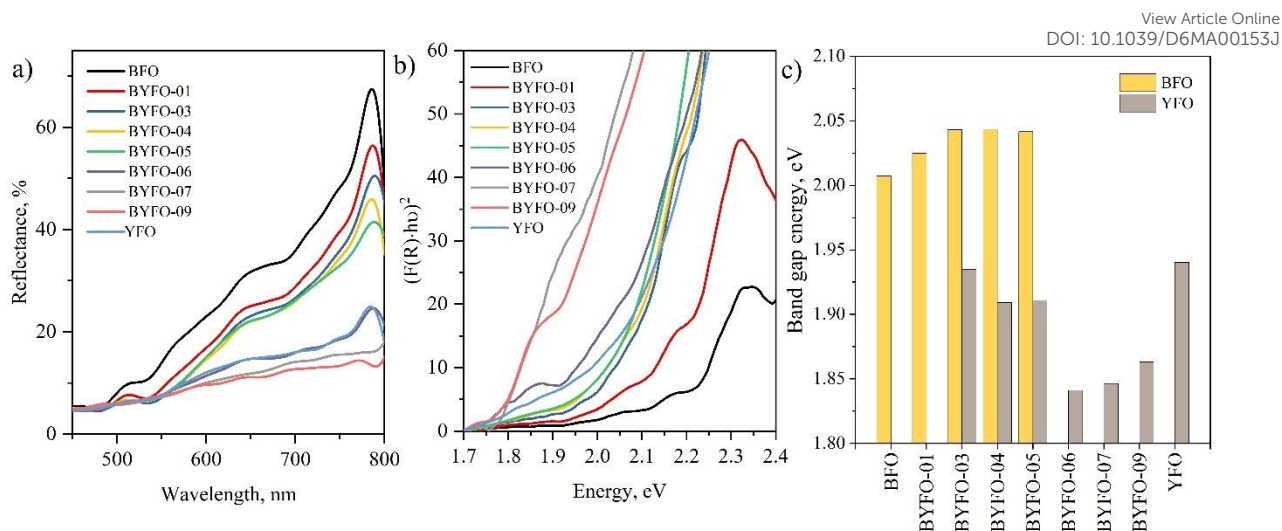 View Article Online
DOI: 10.1039/D6MA00153J
a)
BFO
BYFO-01
BYFO-03
BYFO-04
BYFO-05
BYFO-06
BYFO-07
BYFO-09
YFO
Reflectance, %
60
40
20
0
500
600
700
800
Wavelength, nm
b)
BFO
BYFO-01
BYFO-03
BYFO-04
BYFO-05
BYFO-06
BYFO-07
BYFO-09
YFO
(F(R)·hυ)²
60
50
40
30
20
10
0
1.7
1.8
1.9
2.0
2.1
2.2
2.3
2.4
Energy, eV
c)
BFO
YFO
Band gap energy, eV
2.10
2.05
2.00
1.95
1.90
1.85
1.80
BFO
BYFO-01
BYFO-03
BYFO-04
BYFO-05
BYFO-06
BYFO-07
BYFO-09
YFO